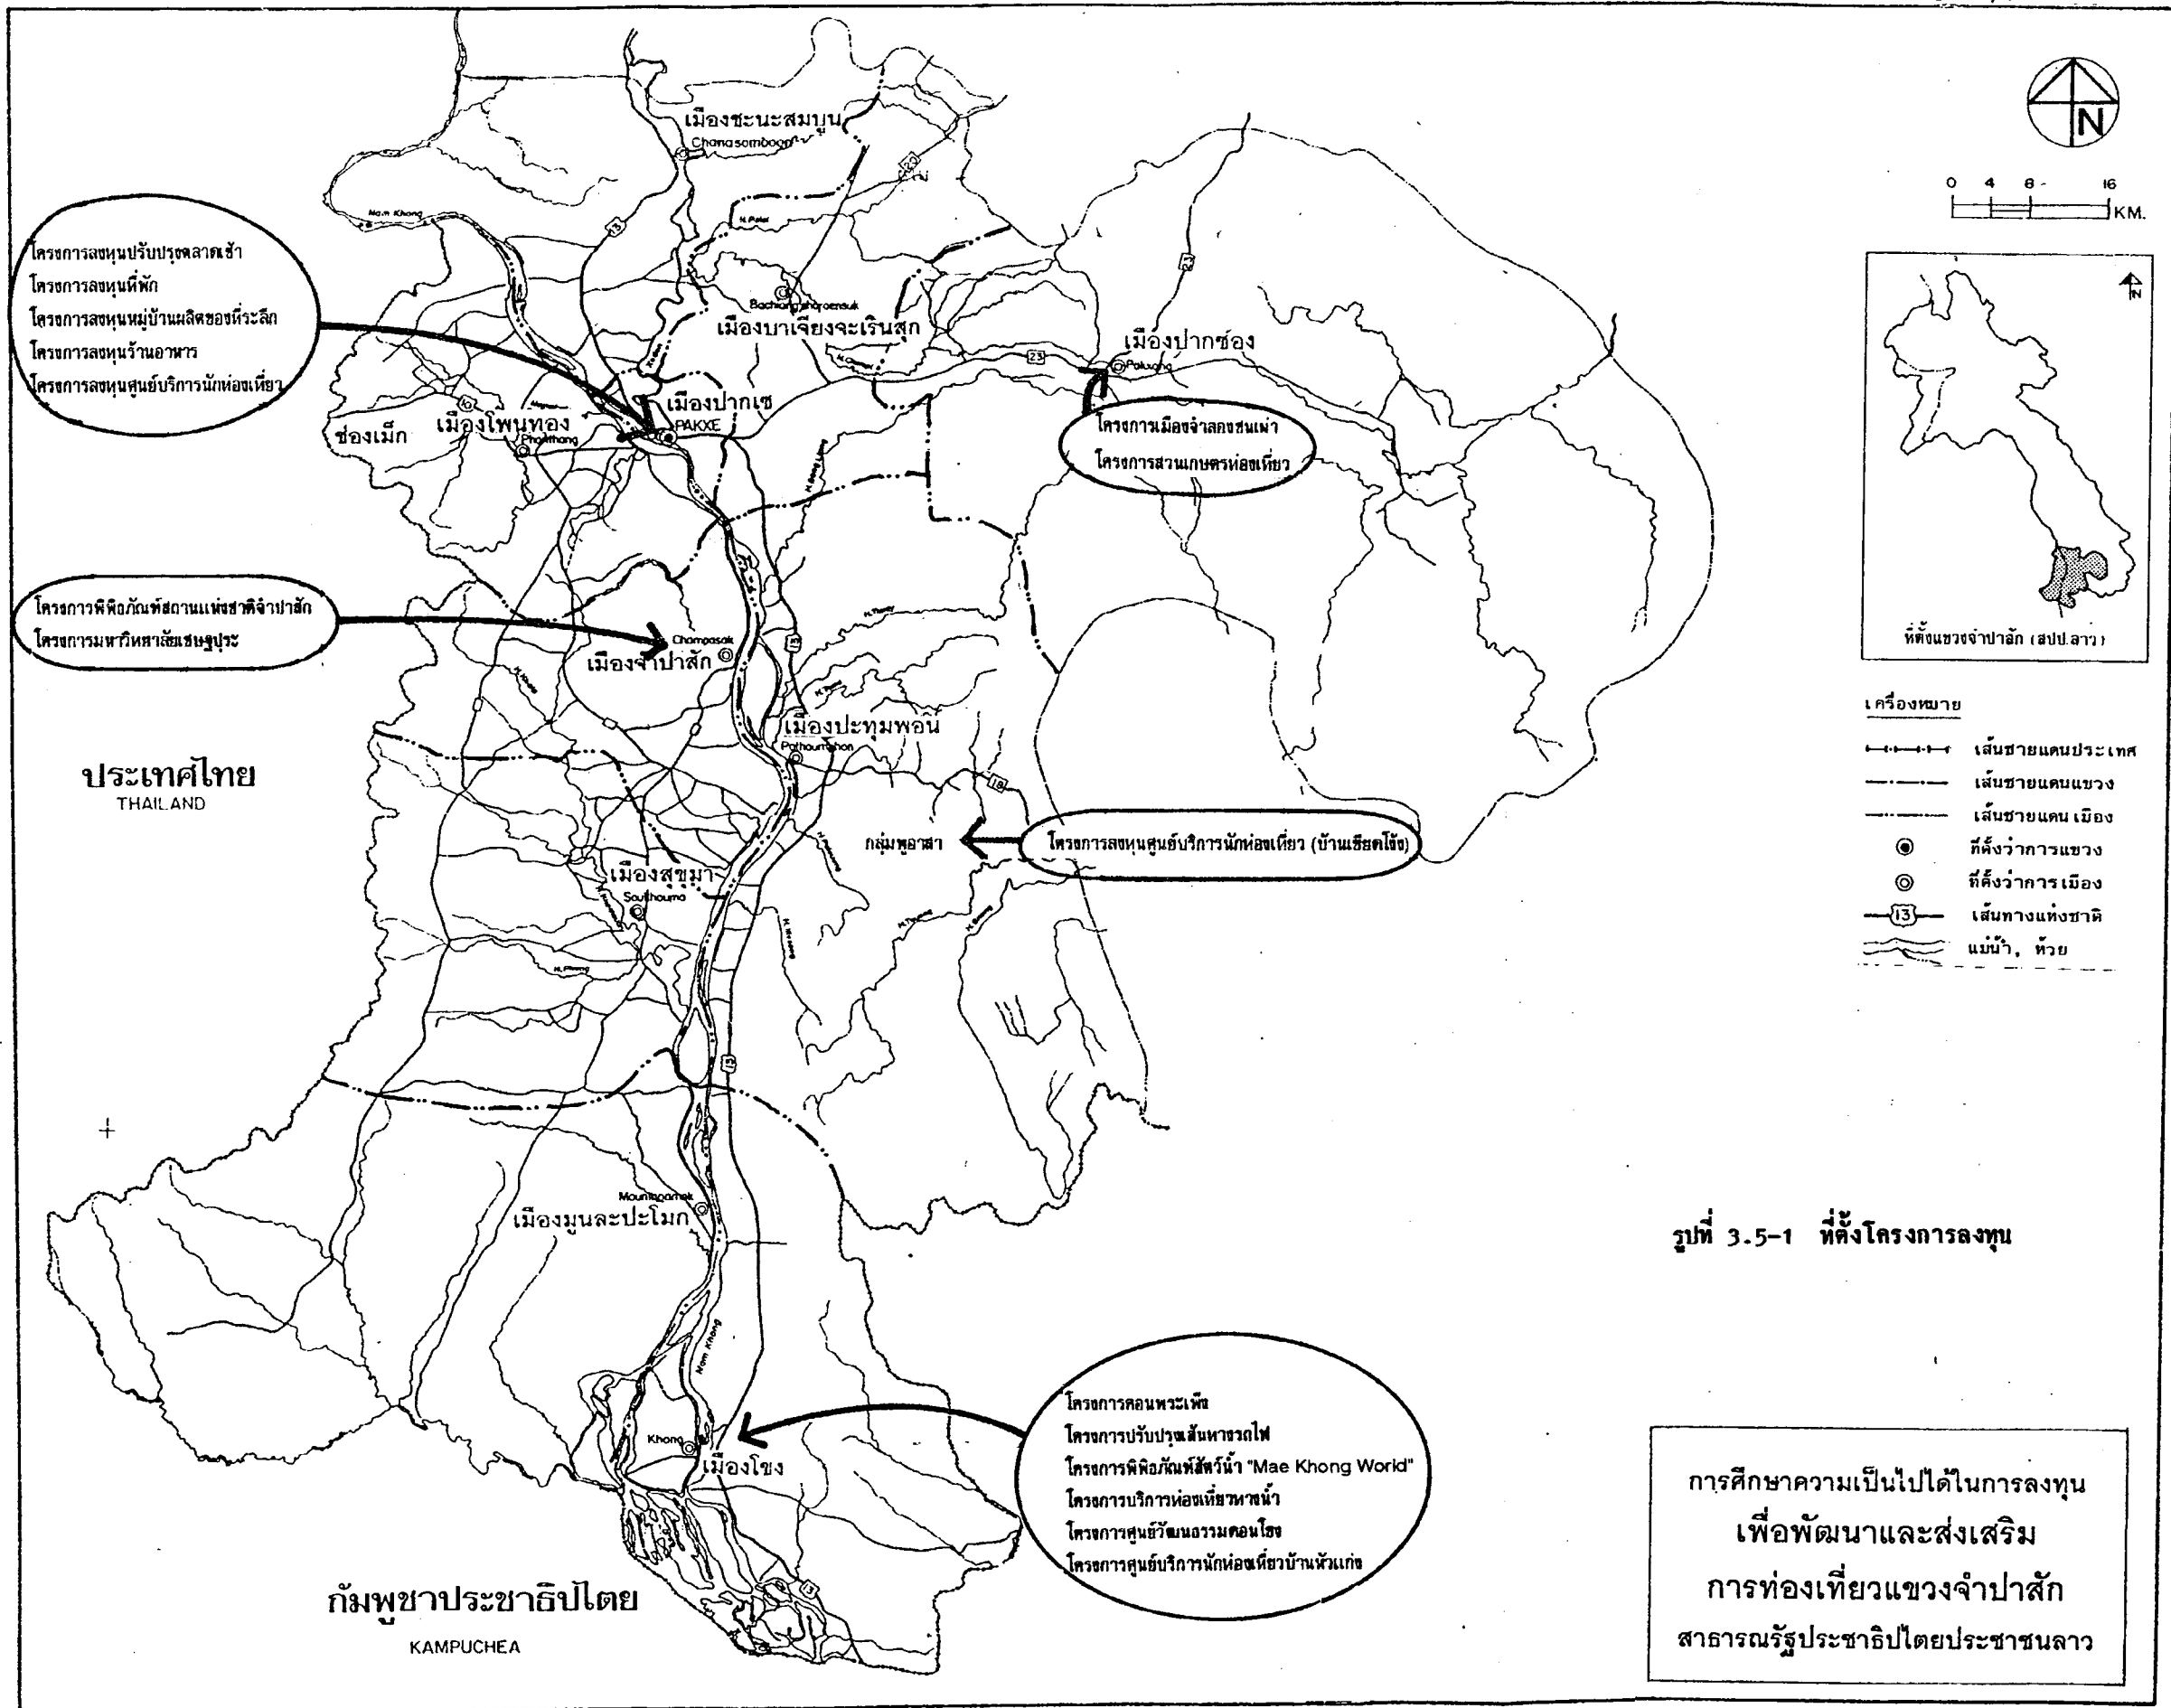 เมืองชะนะสมบูน
Chanasomboon
N
0 4 8 16
KM.
Nam Khong
13
20
N
โครงการลงทุนปรับปรุงตลาดเช้า
โครงการลงทุนที่พัก
โครงการลงทุนหมู่บ้านผลิตของที่ระลึก
โครงการลงทุนร้านอาหาร
โครงการลงทุนศูนย์บริการนักท่องเที่ยว
23
เมืองบาเจียงจะเรินสุก
23
เมืองปากซ่อง
เมืองปากเซ
PAKXE
เมืองโพนทอง
Phonthong
ช่องเม็ก
โครงการเมืองจำลองชนเผ่า
โครงการสวนเกษตรท่องเที่ยว
ที่ตั้งแขวงจำปาสัก (สปป.ลาว)
โครงการพิพิธภัณฑ์สถานแห่งชาติจำปาสัก
โครงการมหาวิทยาลัยเชษฐปุระ
Champasak
เมืองจำปาสัก
13
เมืองปะทุมพอน
18
ประเทศไทย
THAILAND
เครื่องหมาย
เส้นชายแดนประเทศ
เส้นชายแดนแขวง
เส้นชายแดนเมือง
ที่ตั้งว่าการแขวง
ที่ตั้งว่าการเมือง
13 เส้นทางแห่งชาติ
แม่น้ำ, ห้วย
กลุ่มพูอาสา
โครงการลงทุนศูนย์บริการนักท่องเที่ยว (บ้านเขียดโง้ง)
เมืองสุขุมา
Soukhouma
13
เมืองมูนละปะโมก
รูปที่ 3.5-1 ที่ตั้งโครงการลงทุน
Nam Khong
Khong
เมืองโขง
โครงการคอนพระเพ็ง
โครงการปรับปรุงเส้นทางรถไฟ
โครงการพิพิธภัณฑ์สัตว์น้ำ "Mae Khong World"
โครงการบริการท่องเที่ยวทางน้ำ
โครงการศูนย์วัฒนธรรมดอนโขง
โครงการศูนย์บริการนักท่องเที่ยวบ้านหัวแก่ง
13
กัมพูชาประชาธิปไตย
KAMPUCHEA
การศึกษาความเป็นไปได้ในการลงทุน
เพื่อพัฒนาและส่งเสริม
การท่องเที่ยวแขวงจำปาสัก
สาธารณรัฐประชาธิปไตยประชาชนลาว